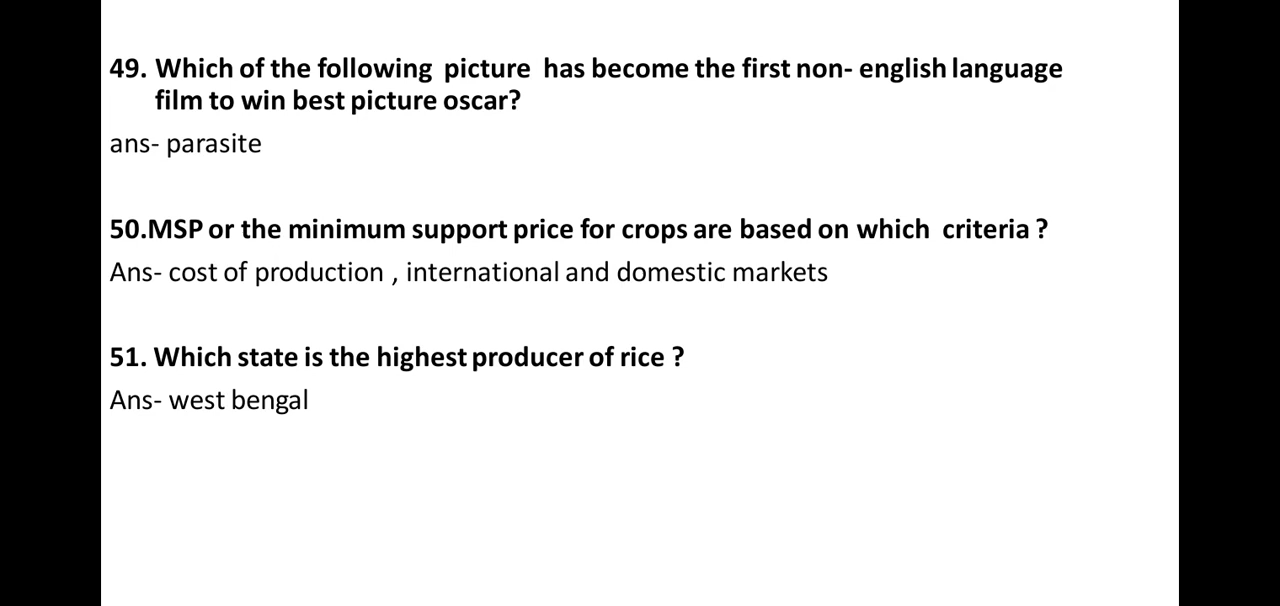 49. Which of the following picture has become the first non- english language
film to win best picture oscar?
ans- parasite
50.MSP or the minimum support price for crops are based on which criteria ?
Ans- cost of production , international and domestic markets
51. Which state is the highest producer of rice ?
Ans- west bengal